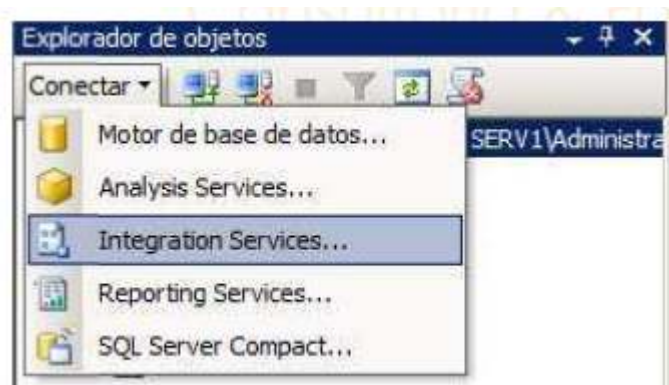 Explorador de objetos
Conectar
Motor de base de datos...
SERV1\Administra
Analysis Services...
Integration Services...
Reporting Services...
SQL Server Compact...